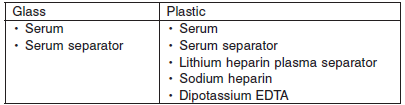 Glass Plastic
• Serum • Serum
• Serum separator • Serum separator
• Lithium heparin plasma separator
• Sodium heparin
• Dipotassium EDTA